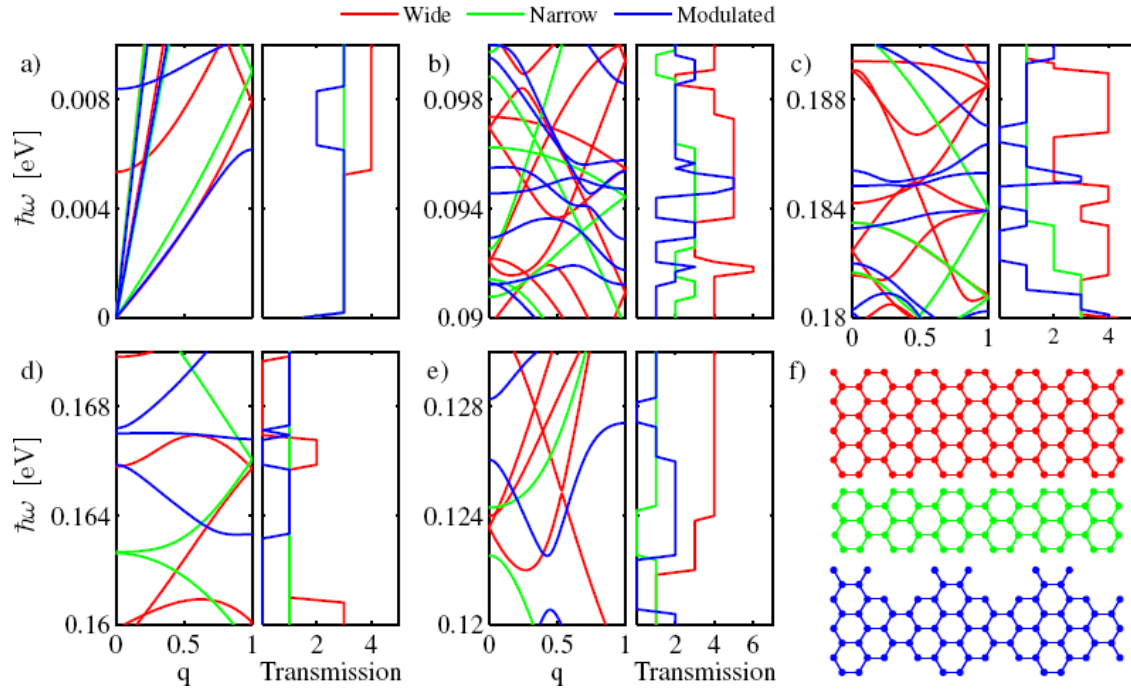 Wide Narrow Modulated
a) b) c)
0.008 0.098 0.188
0.004 0.094 0.184
0 0.09 0.18
ħω [eV]
2 4 6 0 0.5 1 2 4
d) e) f)
0.168 0.128
0.164 0.124
0.16 0.12
ħω [eV]
0 0.5 1 2 4 0 0.5 1 2 4 6
q Transmission q Transmission